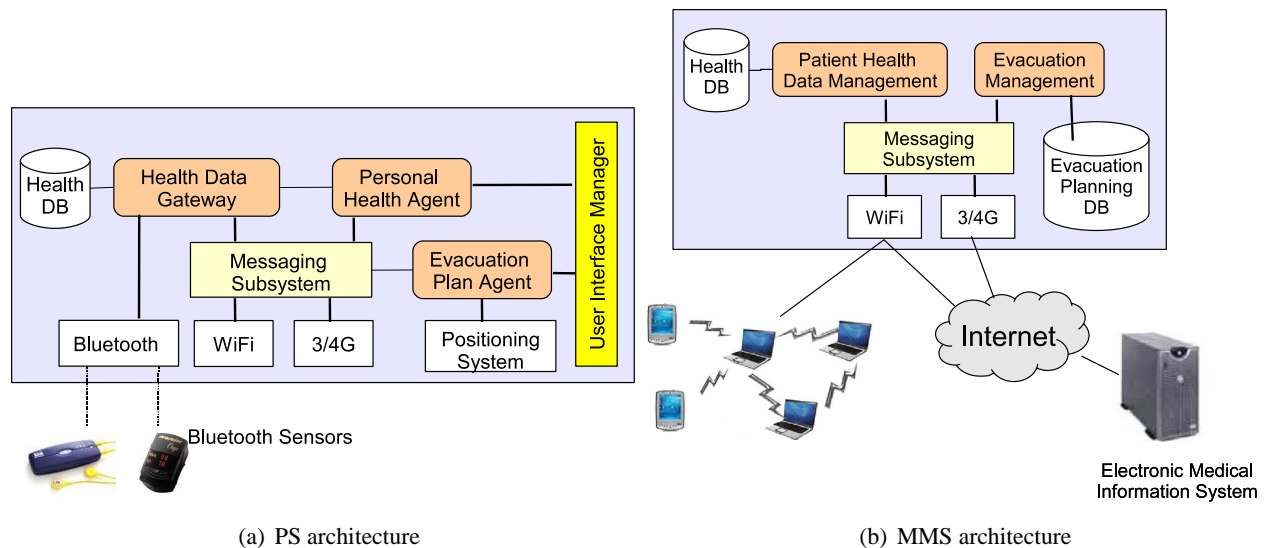 Health
DB
Health Data
Gateway
Personal
Health Agent
Messaging
Subsystem
Evacuation
Plan Agent
User Interface Manager
Bluetooth
WiFi
3/4G
Positioning
System
Bluetooth Sensors
(a) PS architecture
Health
DB
Patient Health
Data Management
Evacuation
Management
Messaging
Subsystem
Evacuation
Planning
DB
WiFi
3/4G
Internet
Electronic Medical
Information System
(b) MMS architecture